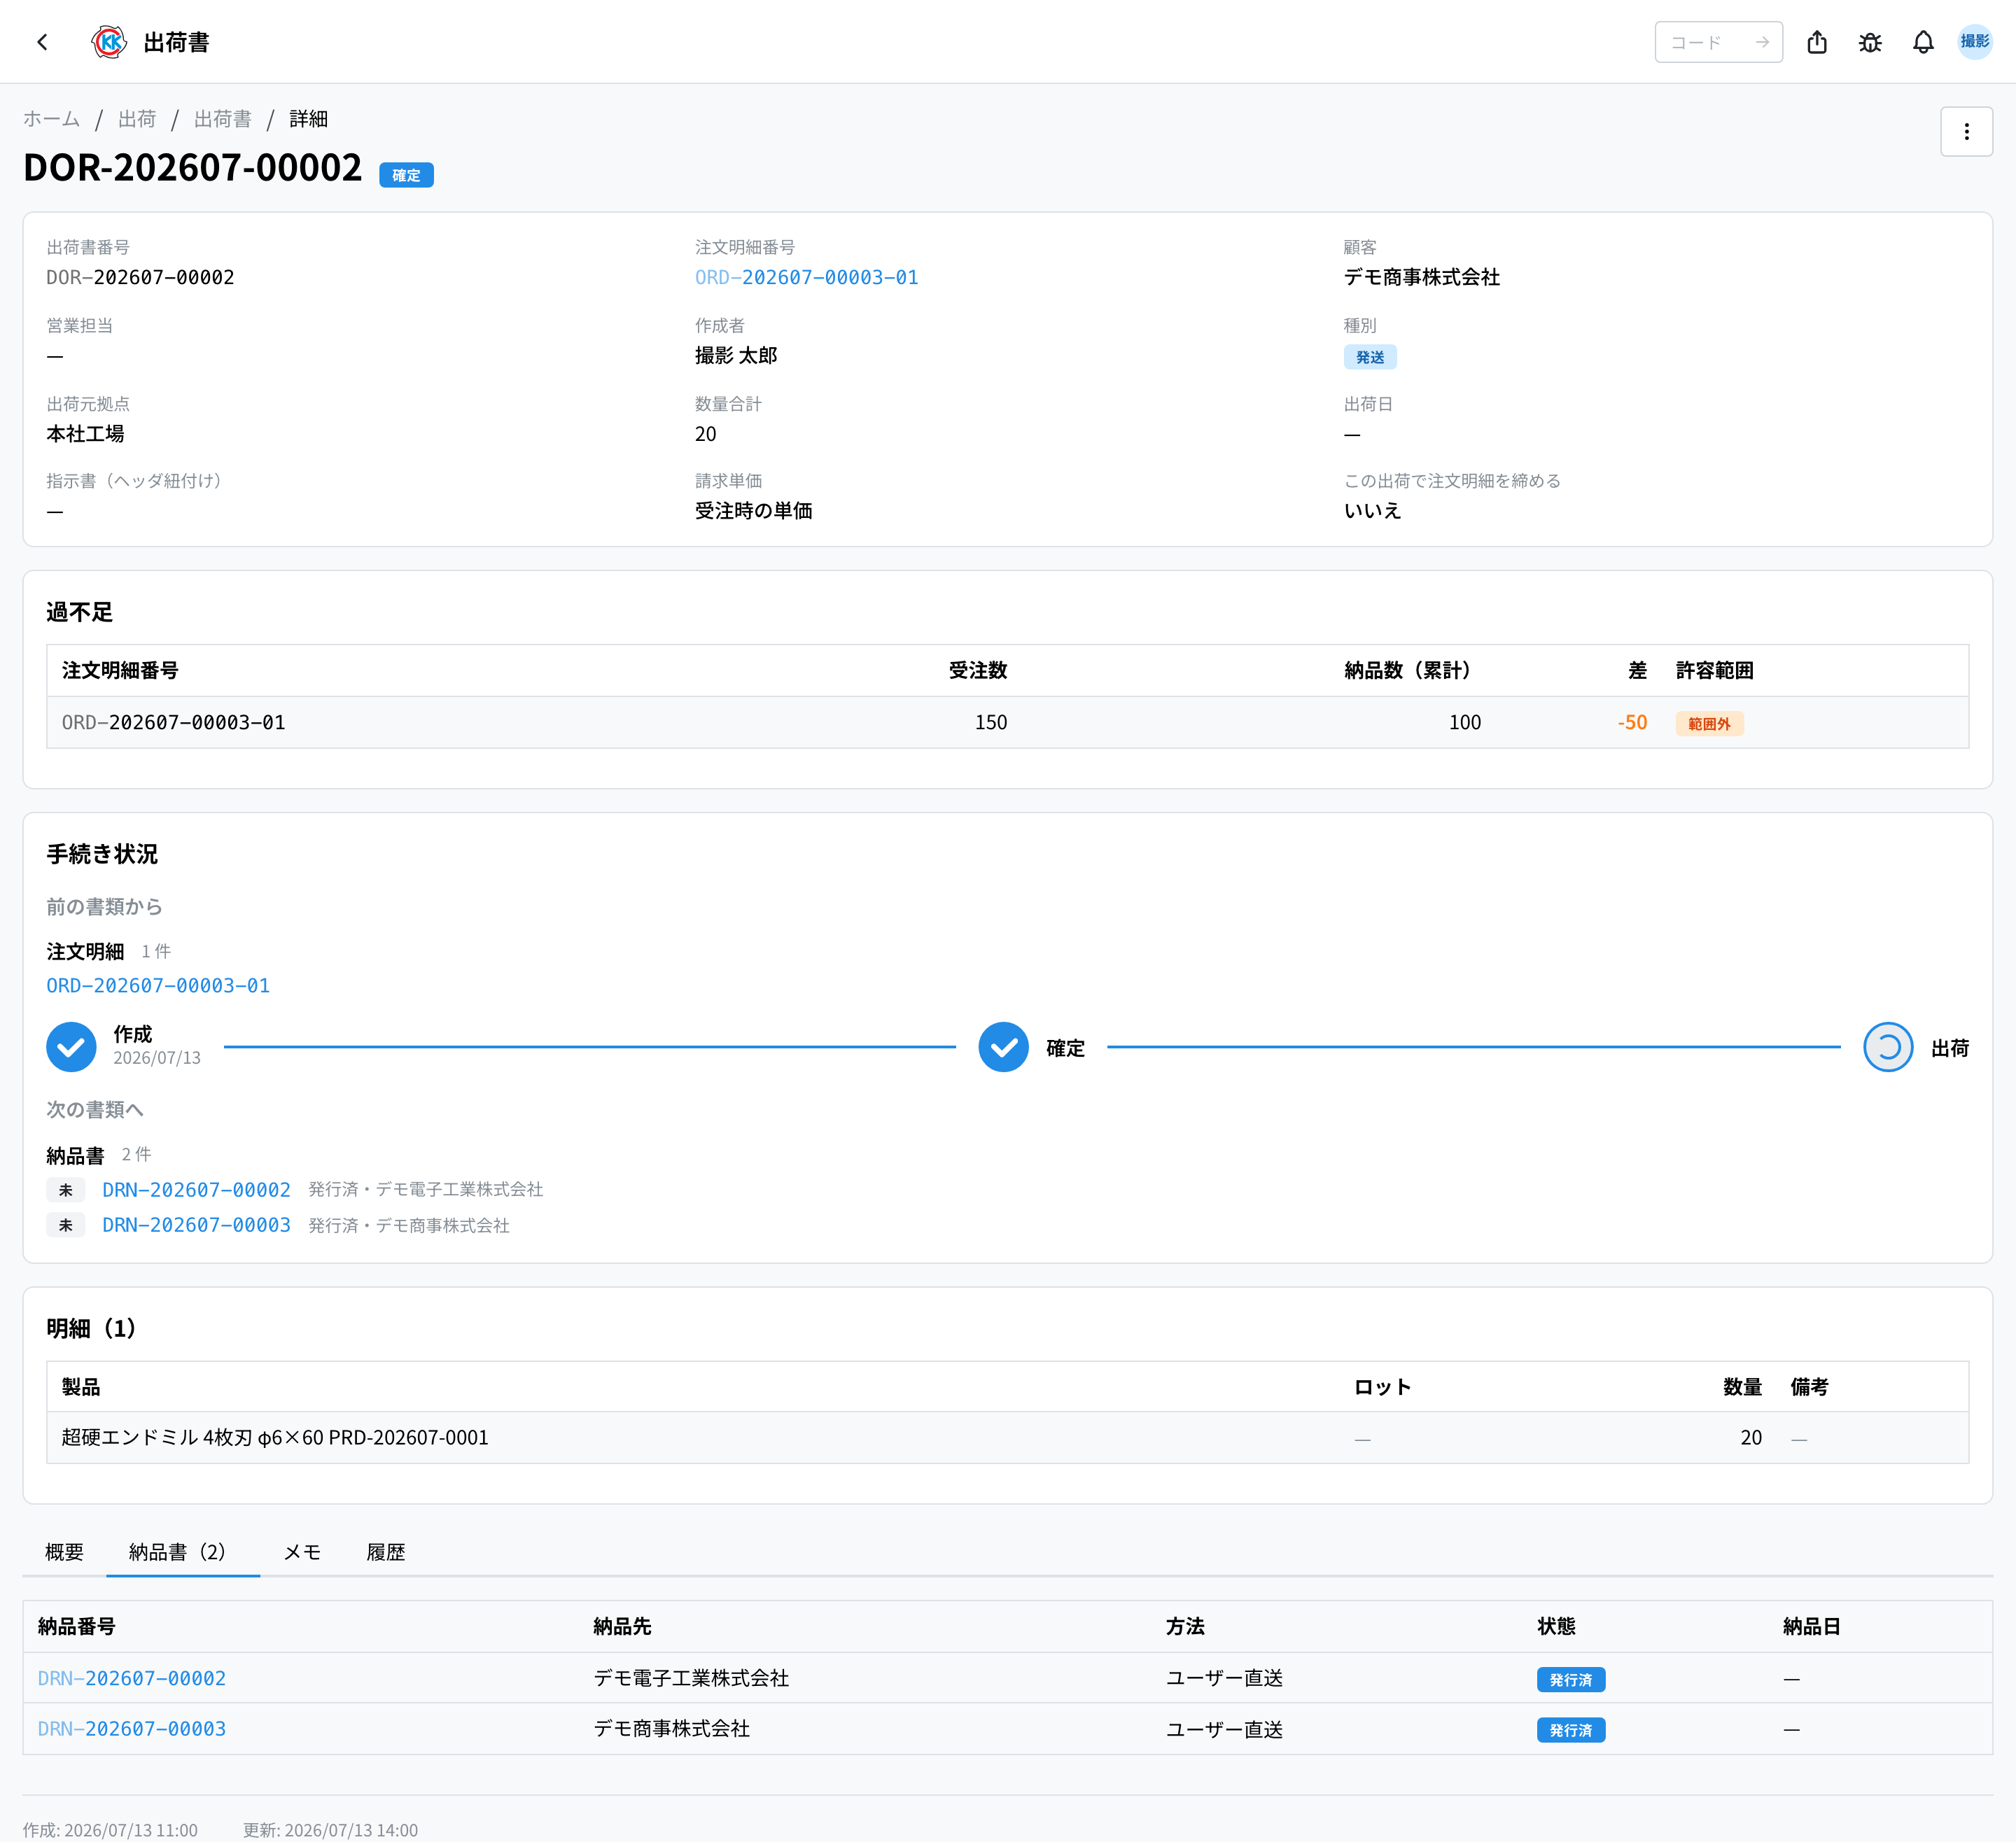 KK 出荷書 コード 撮影
ホーム / 出荷 / 出荷書 / 詳細
DOR-202607-00002 確定
出荷書番号 注文明細番号 顧客
DOR-202607-00002 ORD-202607-00003-01 デモ商事株式会社
営業担当 作成者 種別
— 撮影 太郎 発送
出荷元拠点 数量合計 出荷日
本社工場 20 —
指示書（ヘッダ紐付け） 請求単価 この出荷で注文明細を締める
— 受注時の単価 いいえ
過不足
注文明細番号 受注数 納品数（累計） 差 許容範囲
ORD-202607-00003-01 150 100 -50 範囲外
手続き状況
前の書類から
注文明細 1 件
ORD-202607-00003-01
作成 確定 出荷
2026/07/13
次の書類へ
納品書 2 件
未 DRN-202607-00002 発行済・デモ電子工業株式会社
未 DRN-202607-00003 発行済・デモ商事株式会社
明細（1）
製品 ロット 数量 備考
超硬エンドミル 4枚刃 φ6×60 PRD-202607-0001 — 20 —
概要 納品書（2） メモ 履歴
納品番号 納品先 方法 状態 納品日
DRN-202607-00002 デモ電子工業株式会社 ユーザー直送 発行済 —
DRN-202607-00003 デモ商事株式会社 ユーザー直送 発行済 —
作成: 2026/07/13 11:00 更新: 2026/07/13 14:00